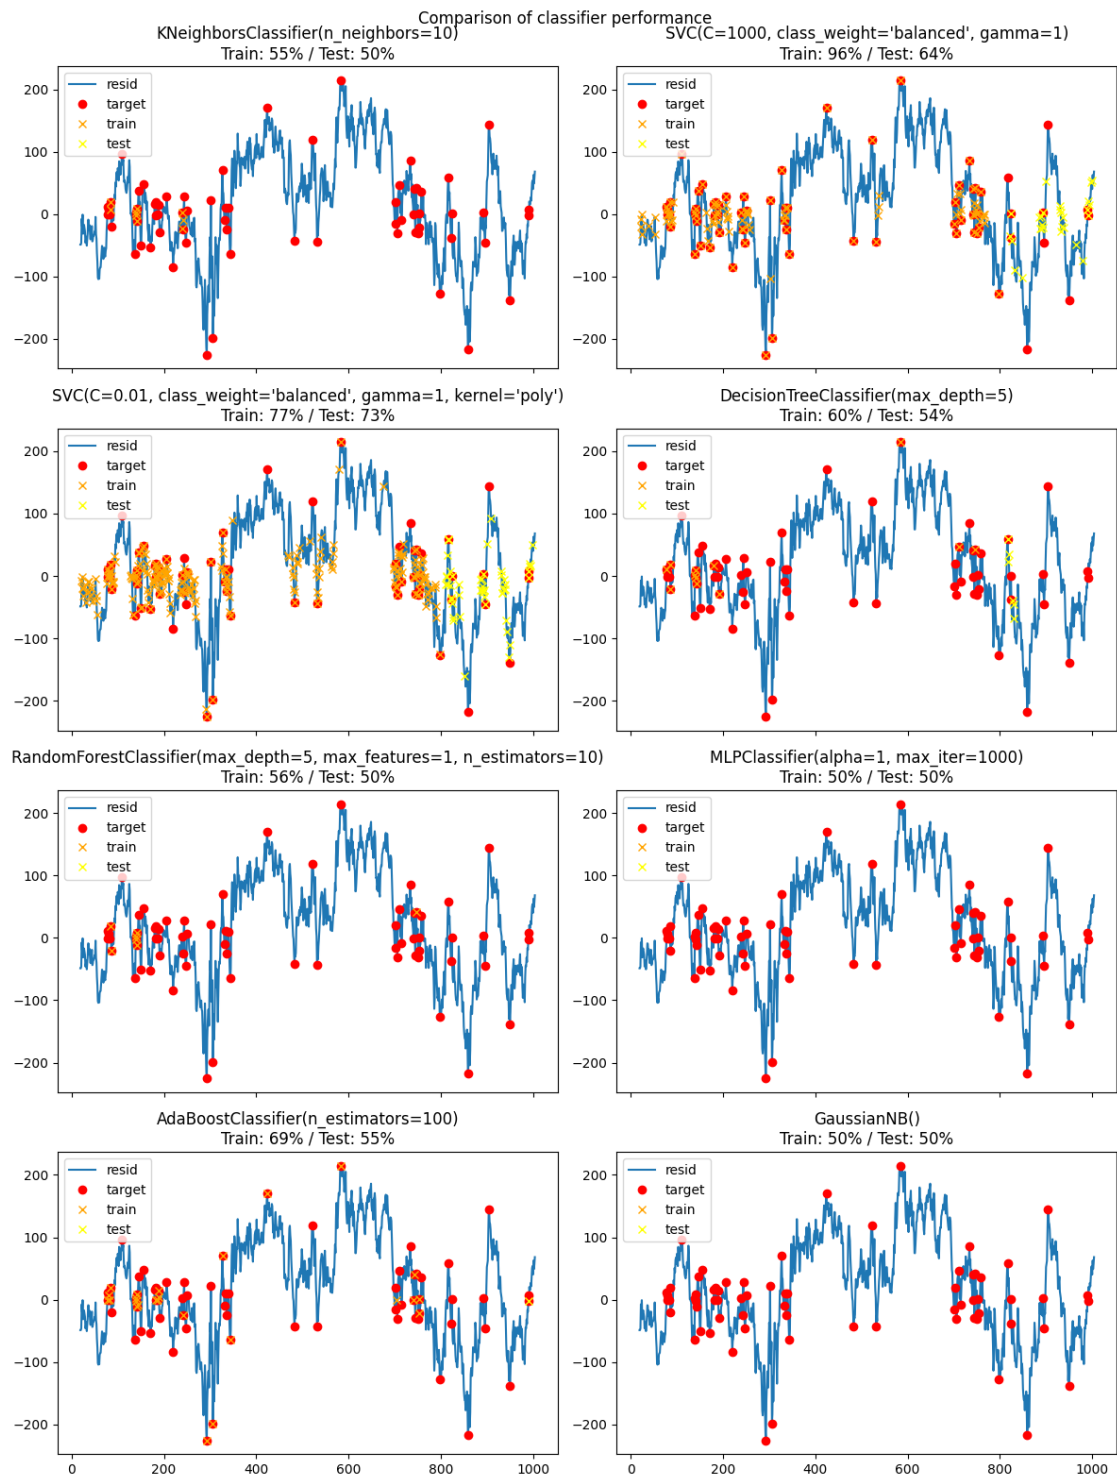 Comparison of classifier performance
KNeighborsClassifier(n_neighbors=10)
Train: 55% / Test: 50%
200
100
0
−100
−200
resid
target
train
test
SVC(C=1000, class_weight='balanced', gamma=1)
Train: 96% / Test: 64%
200
100
0
−100
−200
resid
target
train
test
SVC(C=0.01, class_weight='balanced', gamma=1, kernel='poly')
Train: 77% / Test: 73%
200
100
0
−100
−200
resid
target
train
test
DecisionTreeClassifier(max_depth=5)
Train: 60% / Test: 54%
200
100
0
−100
−200
resid
target
train
test
RandomForestClassifier(max_depth=5, max_features=1, n_estimators=10)
Train: 56% / Test: 50%
200
100
0
−100
−200
resid
target
train
test
MLPClassifier(alpha=1, max_iter=1000)
Train: 50% / Test: 50%
200
100
0
−100
−200
resid
target
train
test
AdaBoostClassifier(n_estimators=100)
Train: 69% / Test: 55%
200
100
0
−100
−200
resid
target
train
test
0 200 400 600 800 1000
GaussianNB()
Train: 50% / Test: 50%
200
100
0
−100
−200
resid
target
train
test
0 200 400 600 800 1000